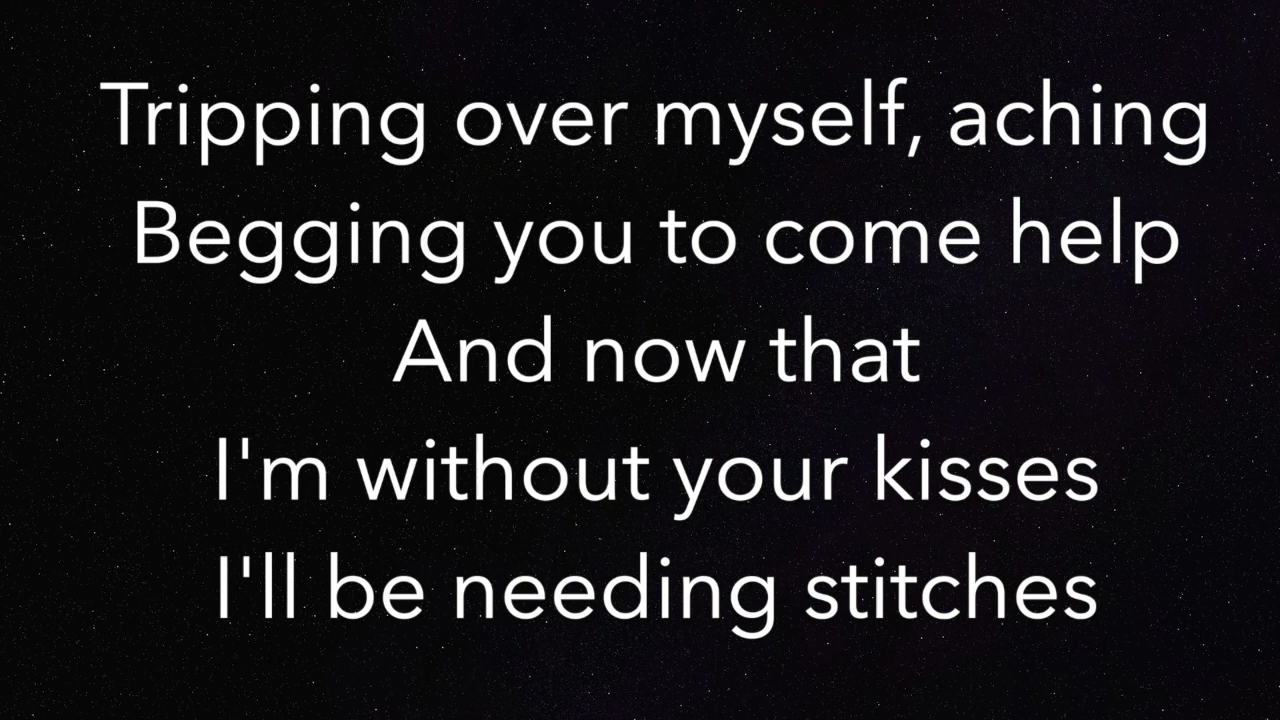 Tripping over myself, aching
Begging you to come help
And now that
I'm without your kisses
I'll be needing stitches